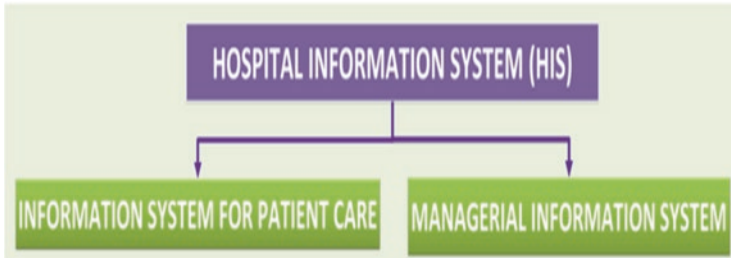 HOSPITAL INFORMATION SYSTEM (HIS)
INFORMATION SYSTEM FOR PATIENT CARE
MANAGERIAL INFORMATION SYSTEM